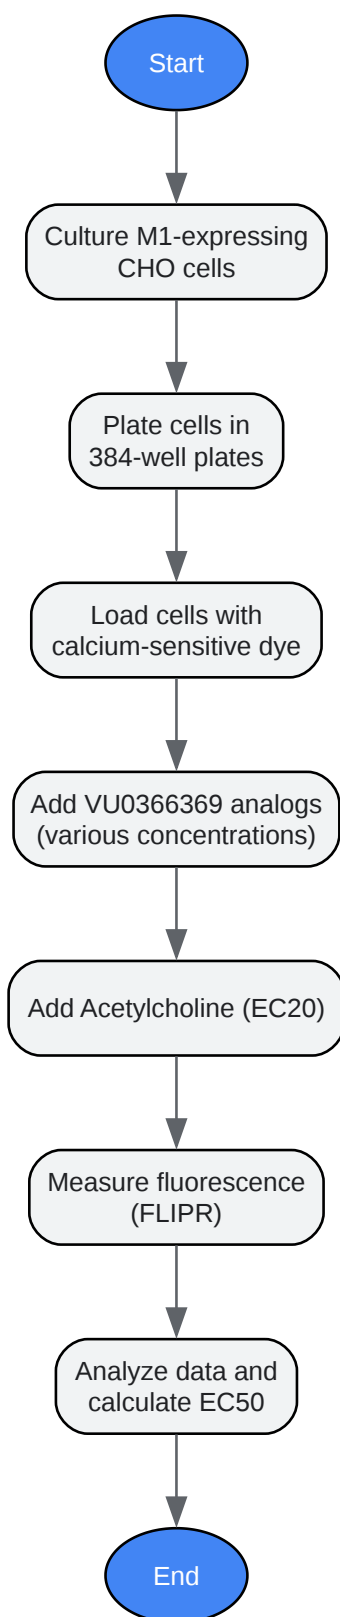 Start
Culture M1-expressing
CHO cells
Plate cells in
384-well plates
Load cells with
calcium-sensitive dye
Add VU0366369 analogs
(various concentrations)
Add Acetylcholine (EC20)
Measure fluorescence
(FLIPR)
Analyze data and
calculate EC50
End